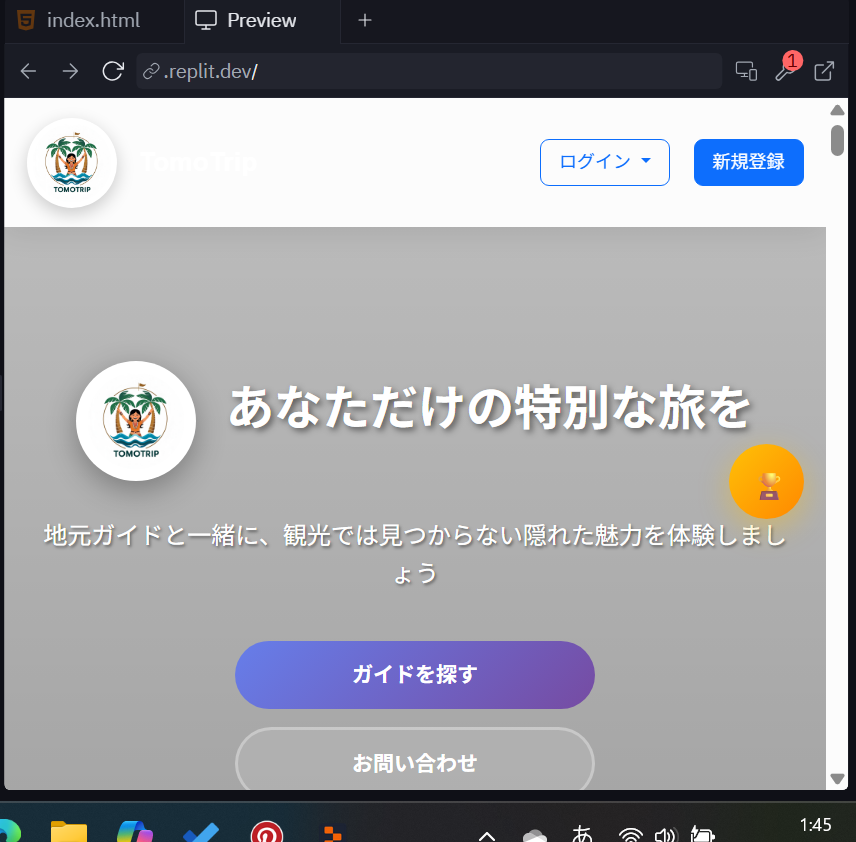 index.html
Preview
.replit.dev/
1
TOMOTRIP
TomoTrip
ログイン
新規登録
TOMOTRIP
あなただけの特別な旅を
地元ガイドと一緒に、観光では見つからない隠れた魅力を体験しまし
ょう
ガイドを探す
お問い合わせ
あ
1:45